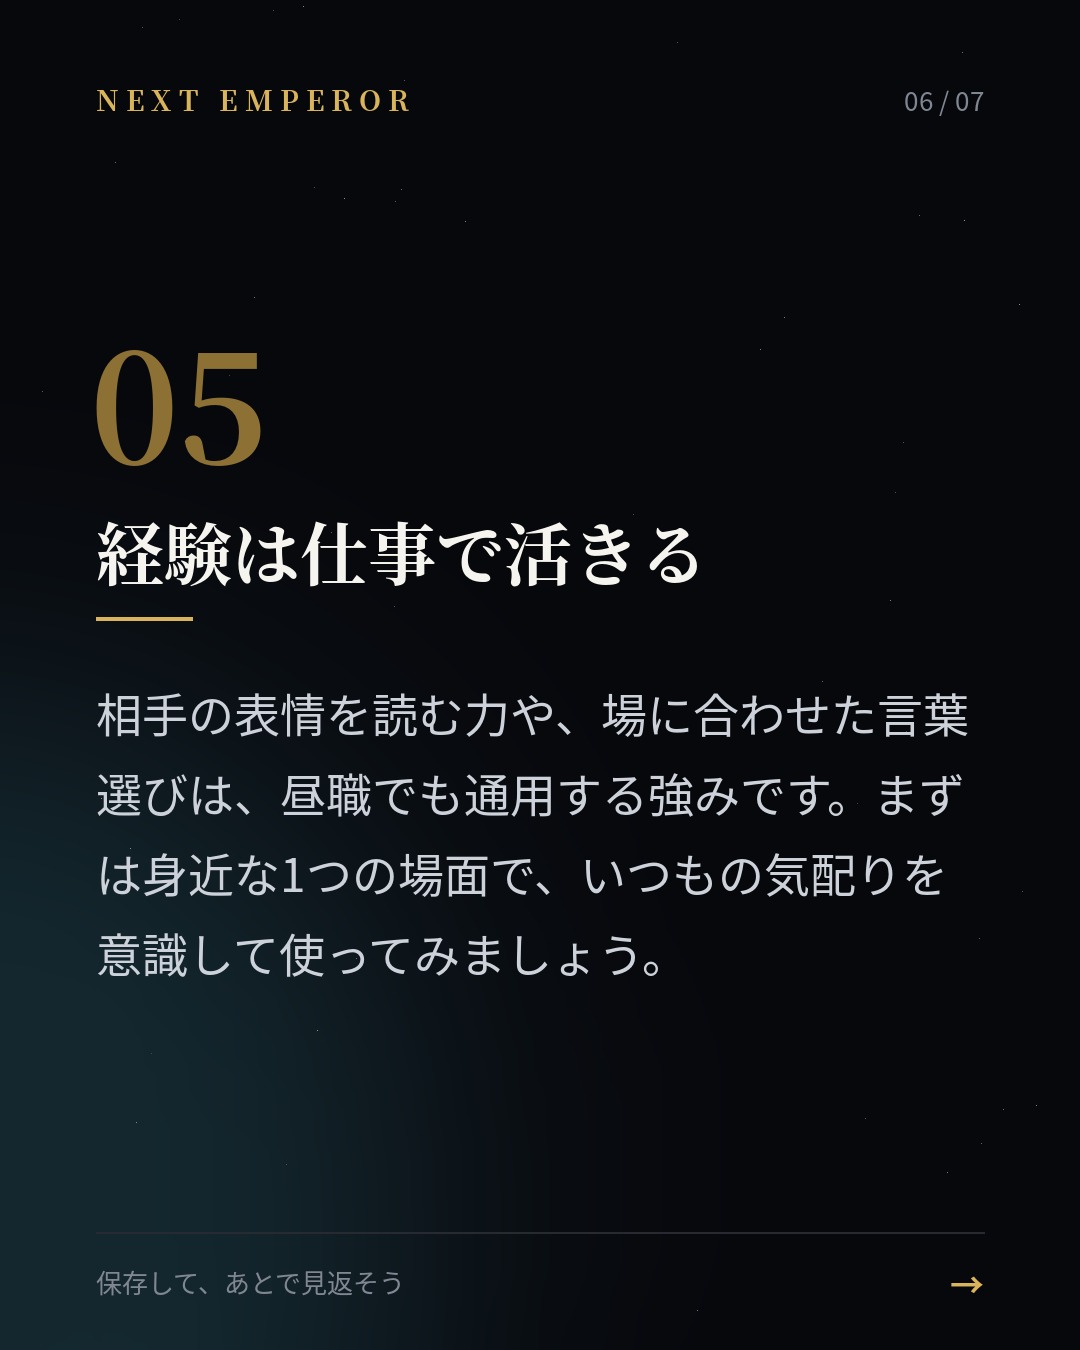 NEXT EMPEROR
06 / 07
05
経験は仕事で活きる
相手の表情を読む力や、場に合わせた言葉
選びは、昼職でも通用する強みです。まず
は身近な1つの場面で、いつもの気配りを
意識して使ってみましょう。
保存して、あとで見返そう
→